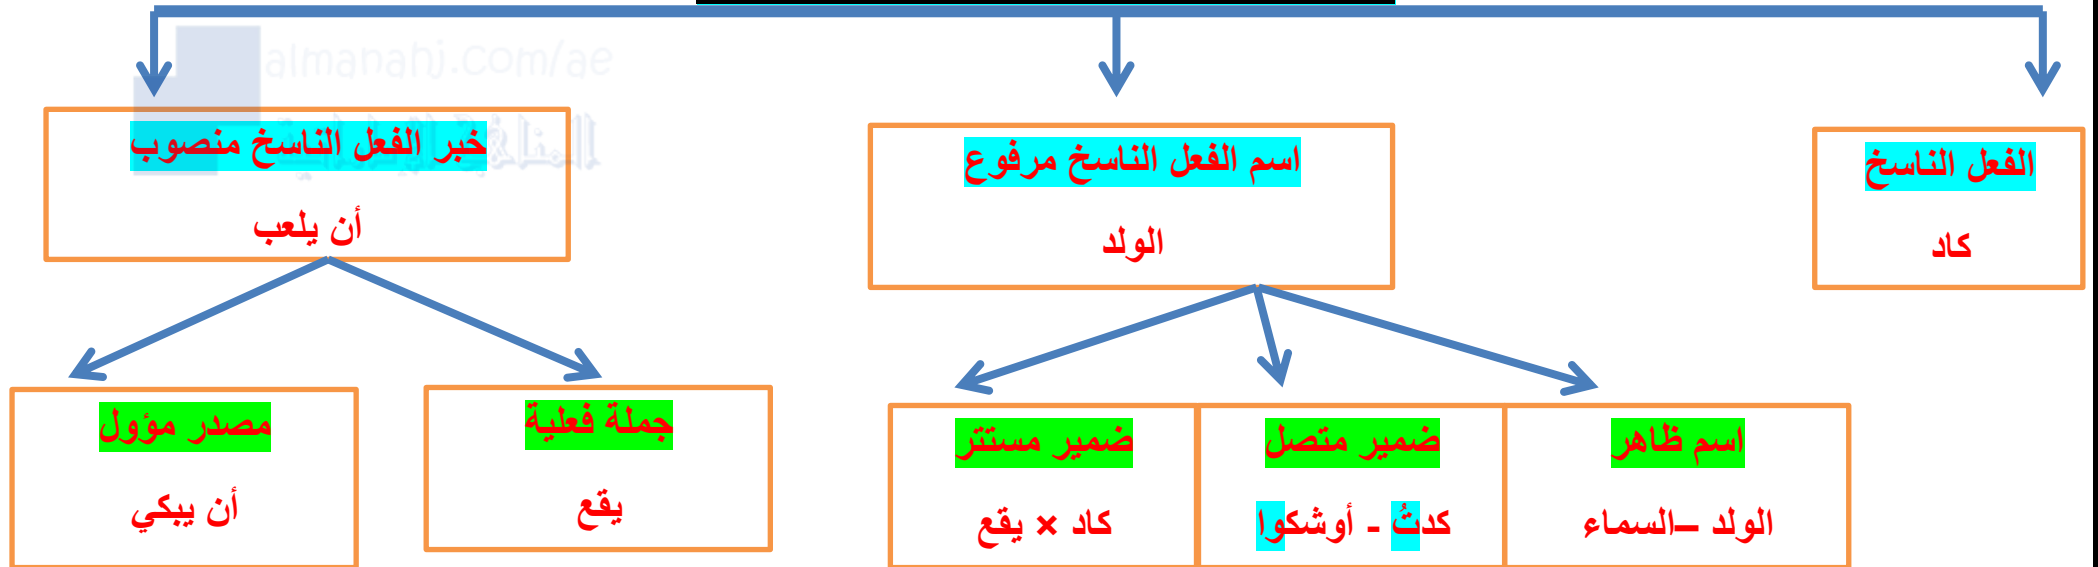 almanahj.com/ae
الفعل الناسخ
كاد
اسم الفعل الناسخ مرفوع
الولد
خبر الفعل الناسخ منصوب
أن يلعب
اسم ظاهر
الولد –السماء
ضمير متصل
كدتُ - أوشكوا
ضمير مستتر
كاد × يقع
جملة فعلية
يقع
مصدر مؤول
أن يبكي